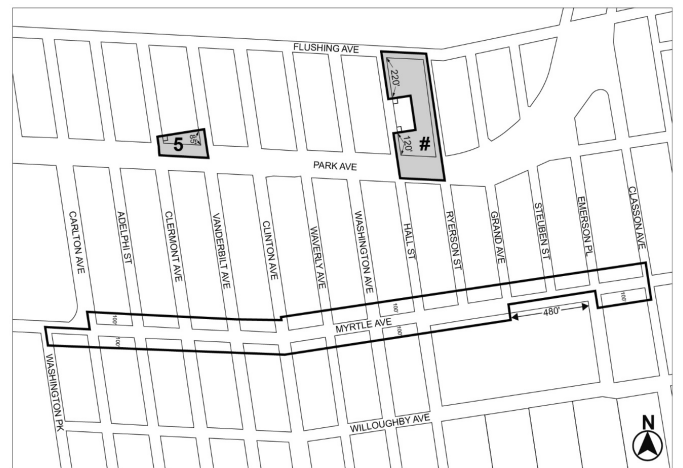 FLUSHING AVE
220'
5
85'
120'
#
PARK AVE
CARLTON AVE
ADELPHI ST
CLERMONT AVE
VANDERBILT AVE
CLINTON AVE
WAVERLY AVE
WASHINGTON AVE
HALL ST
RYERSON ST
GRAND AVE
STEUBEN ST
EMERSON PL
CLASSON AVE
100'
100'
100'
MYRTLE AVE
480'
100'
100'
WASHINGTON PK
WILLOUGHBY AVE
N